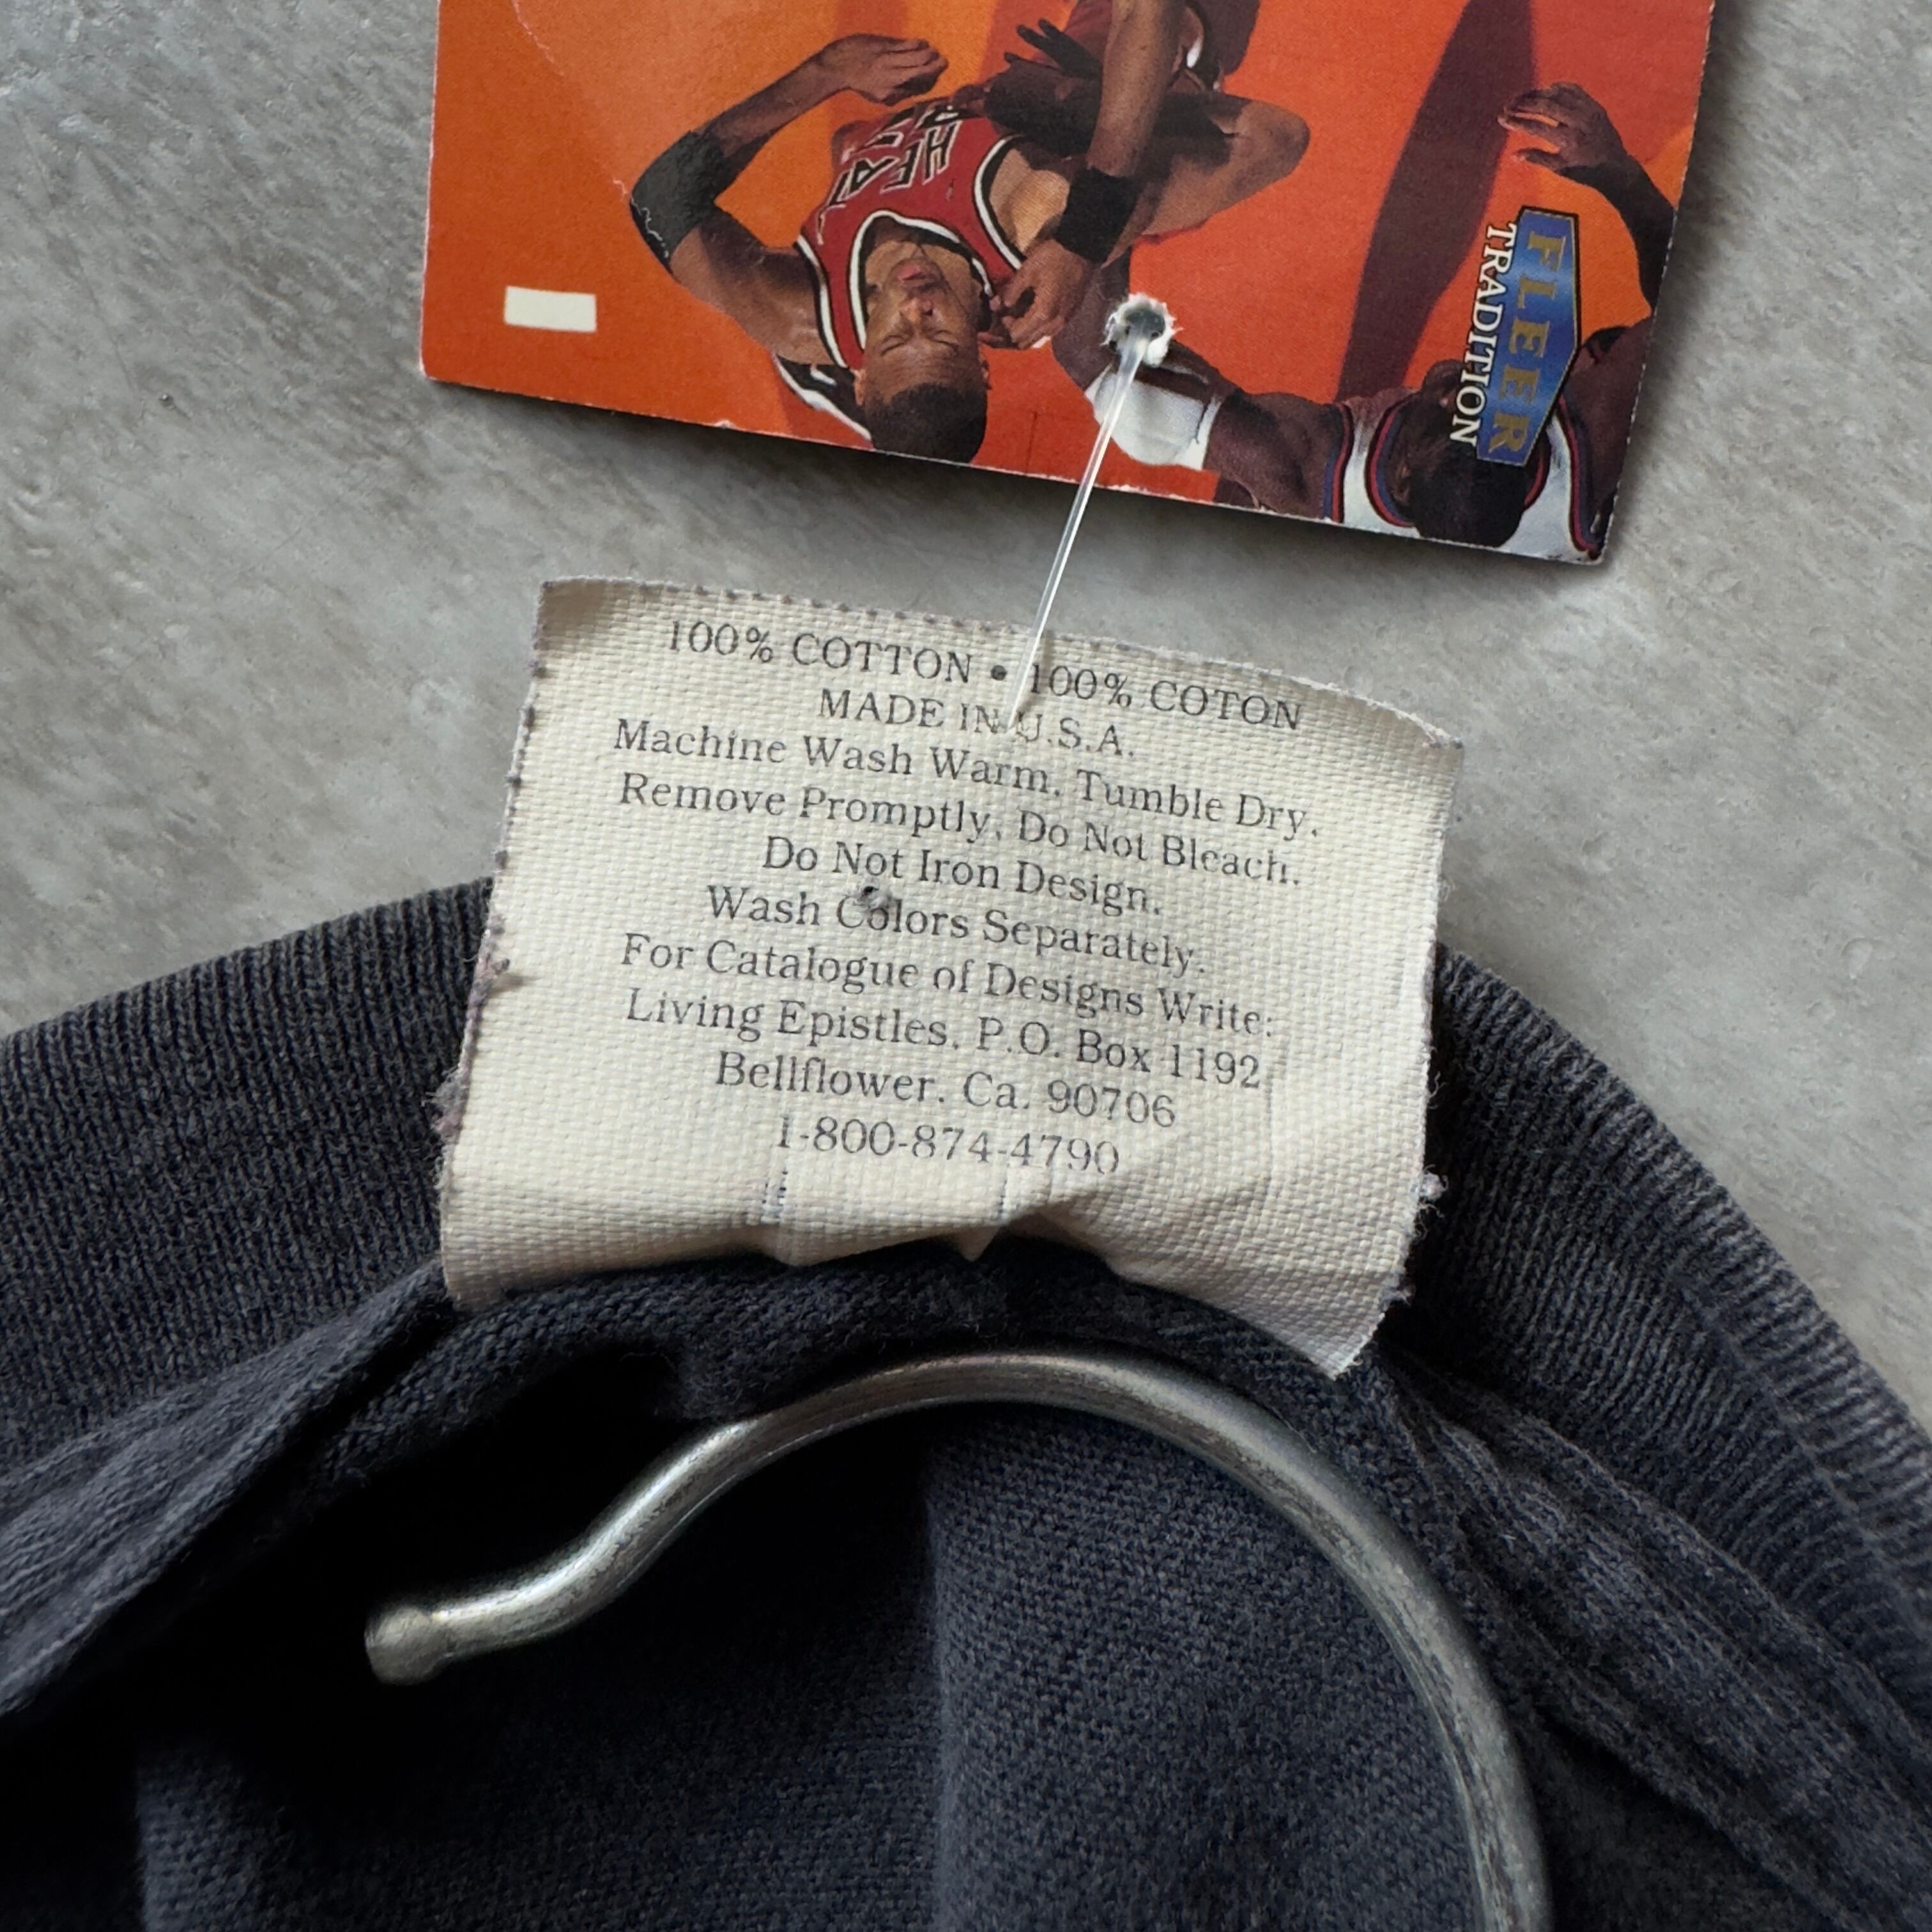 HEAT
FLEER
TRADITION
100% COTTON • 100% COTON
MADE IN U.S.A.
Machine Wash Warm. Tumble Dry.
Remove Promptly, Do Not Bleach.
Do Not Iron Design.
Wash Colors Separately.
For Catalogue of Designs Write:
Living Epistles, P.O. Box 1192
Bellflower, Ca. 90706
1-800-874-4790